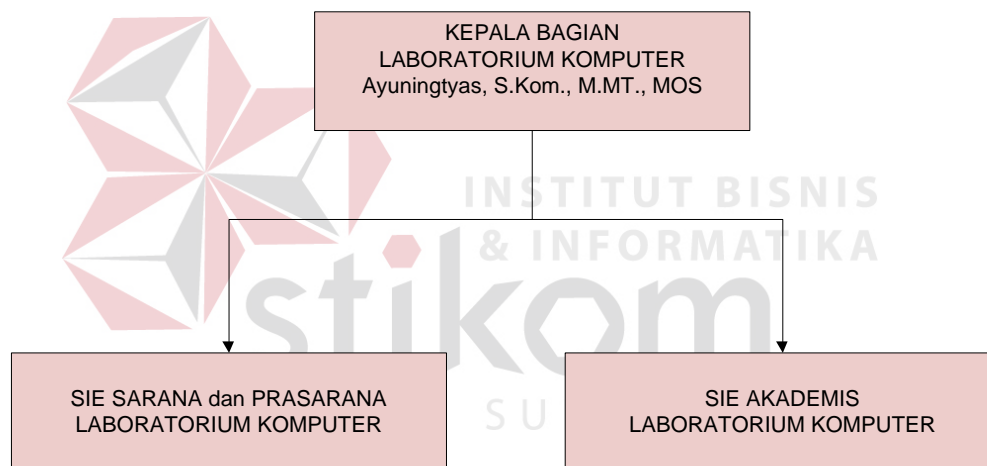 KEPALA BAGIAN
LABORATORIUM KOMPUTER
Ayuningtyas, S.Kom., M.MT., MOS
INSTITUT BISNIS
& INFORMATIKA
stikom
SIE SARANA dan PRASARANA
LABORATORIUM KOMPUTER
SIE AKADEMIS
LABORATORIUM KOMPUTER
S U